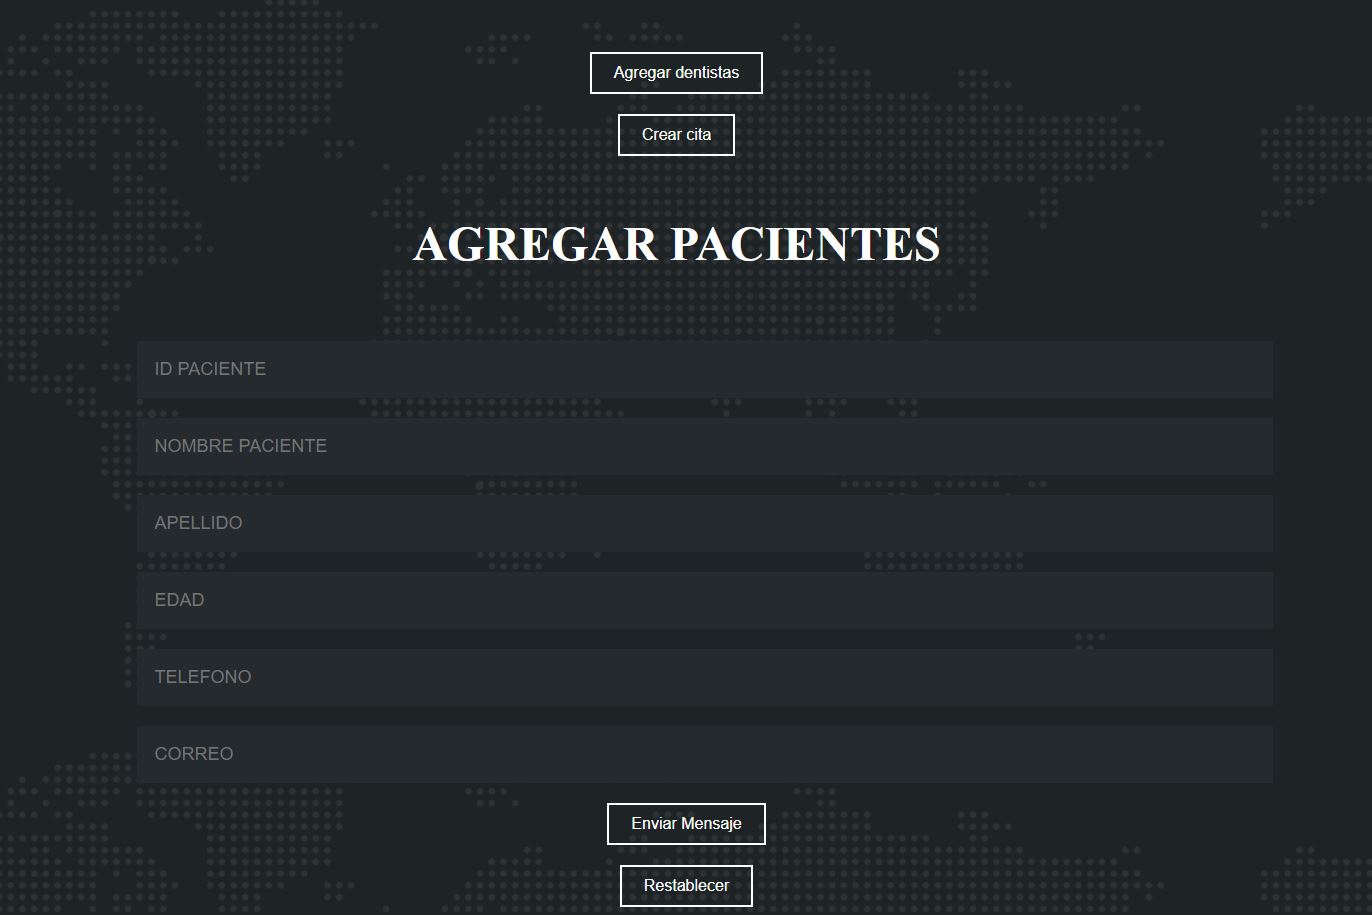 Agregar dentistas
Crear cita
AGREGAR PACIENTES
ID PACIENTE
NOMBRE PACIENTE
APELLIDO
EDAD
TELEFONO
CORREO
Enviar Mensaje
Restablecer